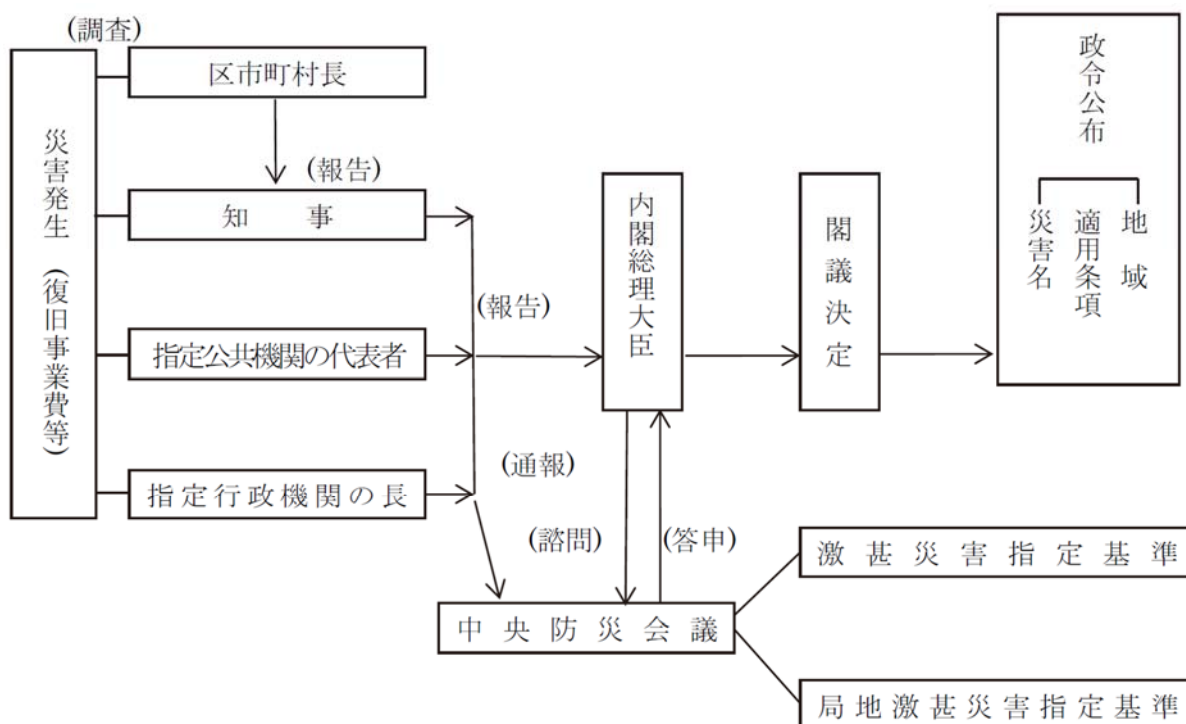 (調査)
災害発生 (復旧事業費等)
区市町村長
(報告)
知 事
指定公共機関の代表者
指定行政機関の長
(報告)
(通報)
内閣総理大臣
閣議決定
政令公布
地域
適用条項
災害名
(諮問)
(答申)
中央防災会議
激甚災害指定基準
局地激甚災害指定基準